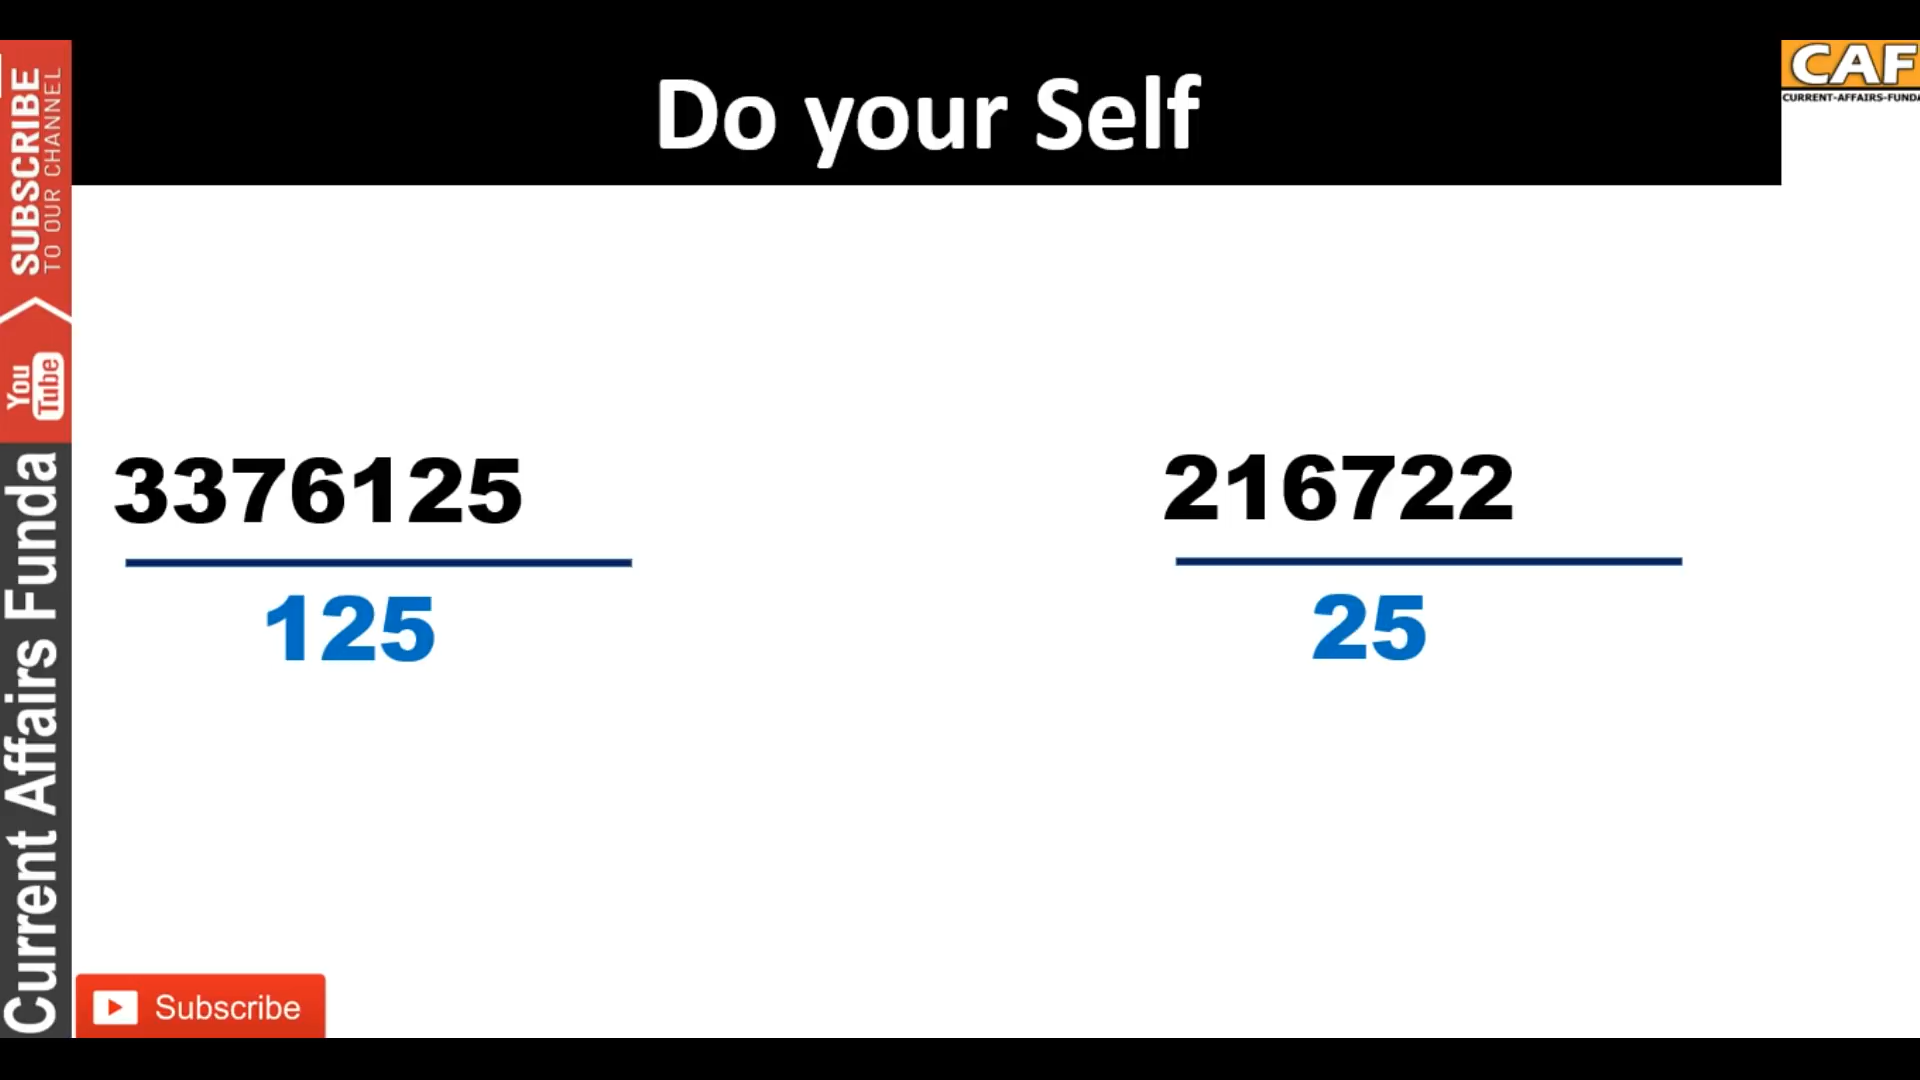 Do your Self
CAF
CURRENT-AFFAIRS-FUNDA
SUBSCRIBE
TO OUR CHANNEL
You
Tube
Current Affairs Funda
3376125
125
216722
25
Subscribe